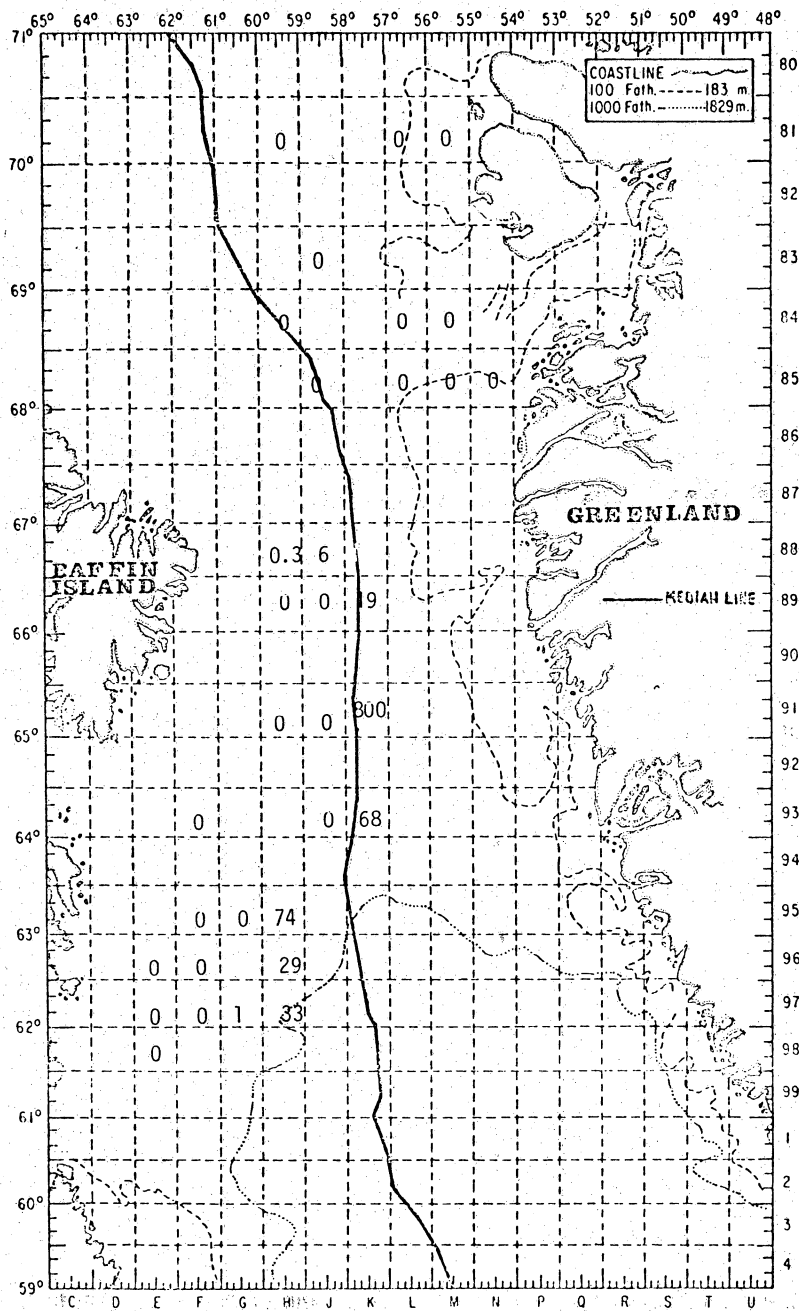 65° 64° 63° 62° 61° 60° 59° 58° 57° 56° 55° 54° 53° 52° 51° 50° 49° 48°
71°
COASTLINE
100 Fath. 183 m.
1000 Fath. 1829 m.
80
0 0 0 81
70°
92
0 83
69°
0 0 0 84
0 0 0 0 85
68°
86
87
67°
GREENLAND
0.3 6 88
BAFFIN
ISLAND
0 0 19 MEDIAN LINE 89
66°
90
800 91
0 0
65°
92
0 0 68 93
64°
94
0 0 74 95
63°
0 0 29 96
0 0 1 33 97
62°
0 98
99
61°
1
2
60°
3
4
59°
C D E F G H J K L M N P Q R S T U